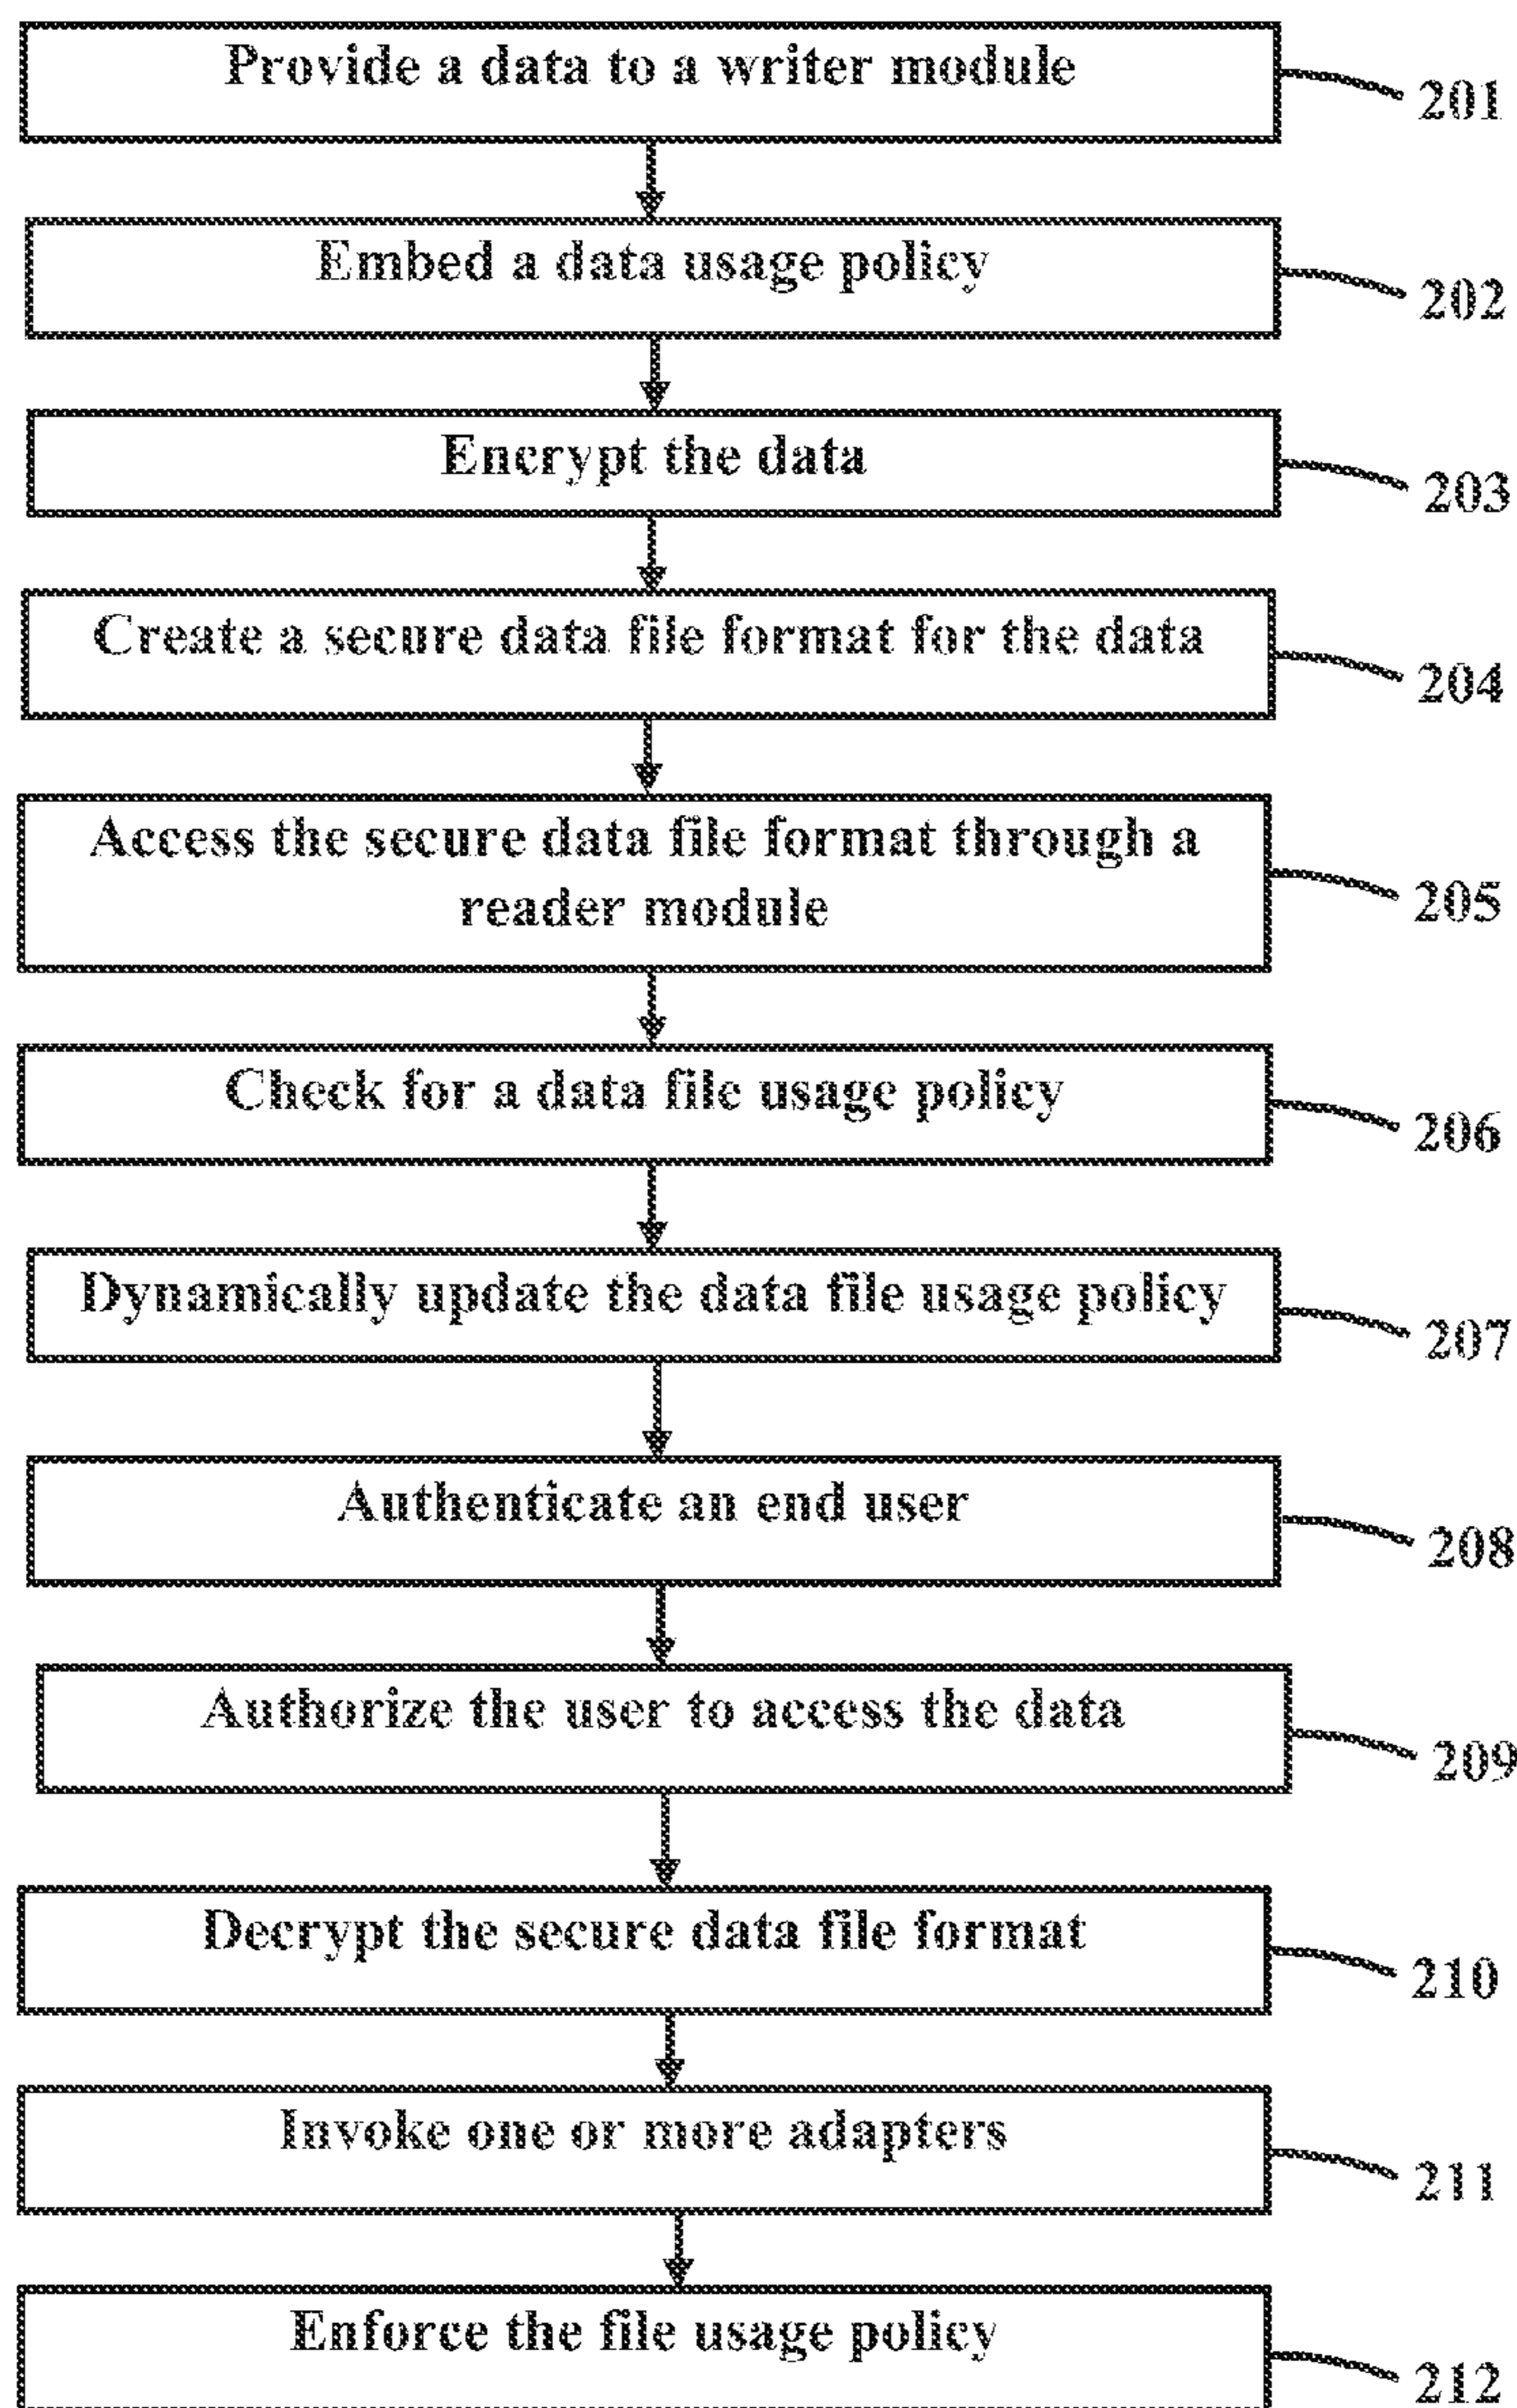 Provide a data to a writer module
201
Embed a data usage policy
202
Encrypt the data
203
Create a secure data file format for the data
204
Access the secure data file format through a
reader module
205
Check for a data file usage policy
206
Dynamically update the data file usage policy
207
Authenticate an end user
208
Authorize the user to access the data
209
Decrypt the secure data file format
210
Invoke one or more adapters
211
Enforce the file usage policy
212